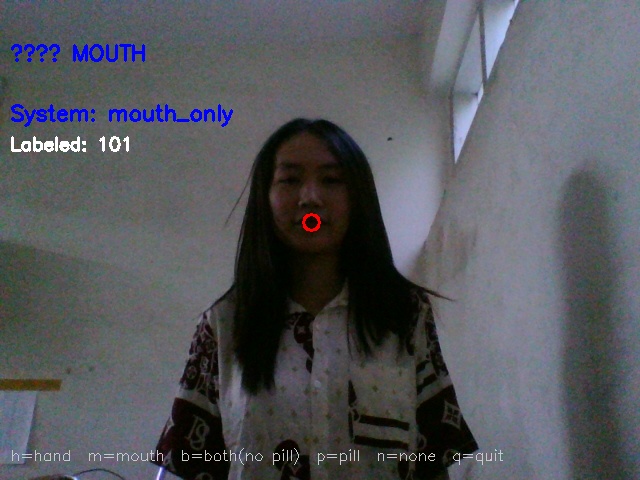 ???? MOUTH
System: mouth_only
Labeled: 101
h=hand m=mouth b=both(no pill) p=pill n=none q=quit